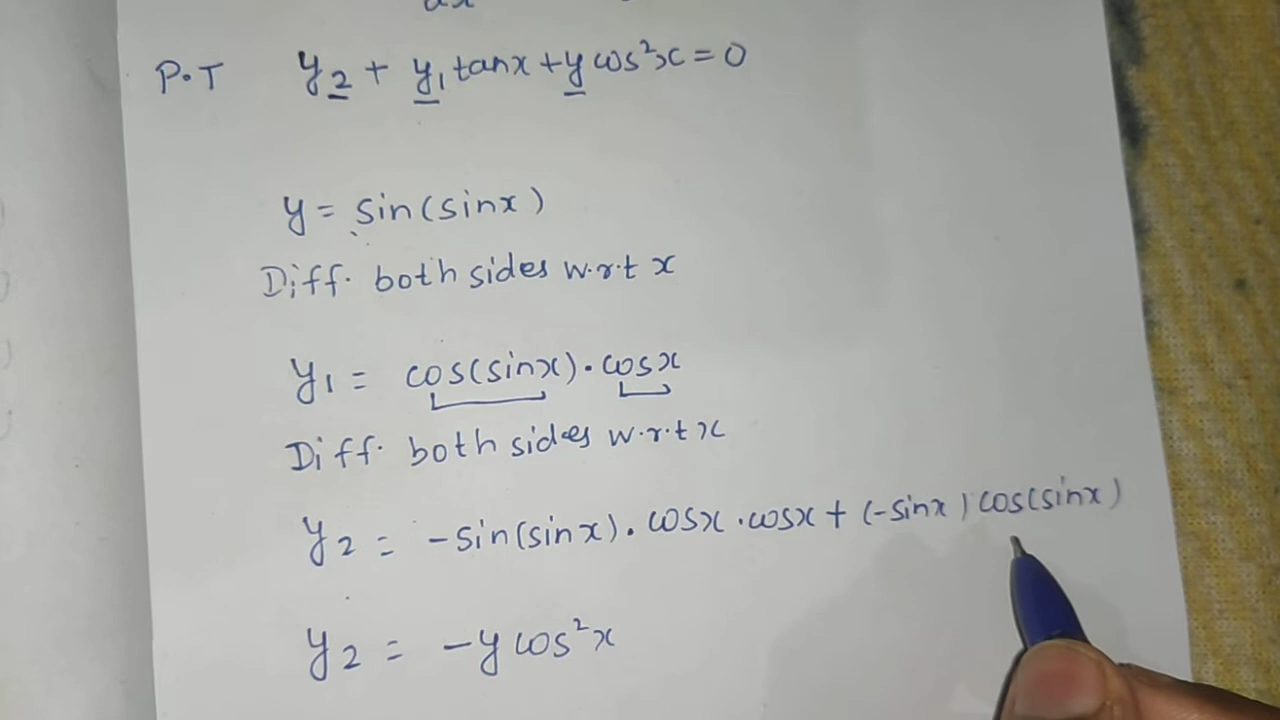 dx
P.T y₂ + y₁ tanx + y cos²x = 0
y = sin(sinx)
Diff. both sides w.r.t x
y₁ = cos(sinx) . cosx
Diff. both sides w.r.t x
y₂ = -sin(sinx) . cosx . cosx + (-sinx) cos(sinx)
y₂ = -y cos²x